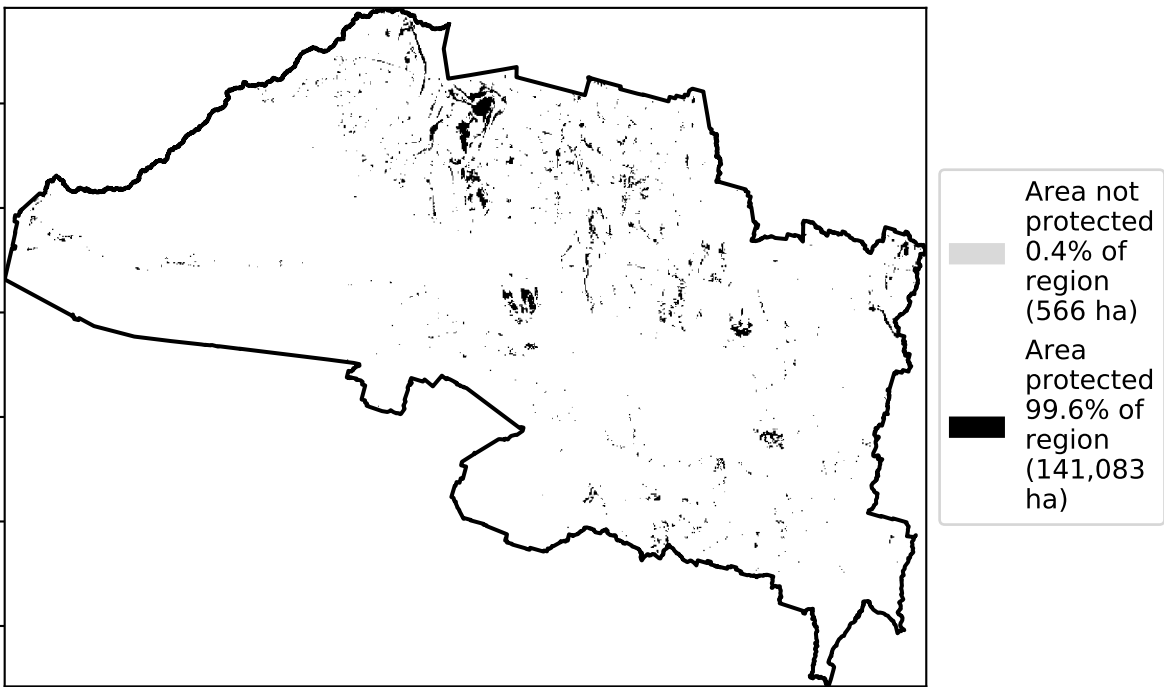 Area not
protected
0.4% of
region
(566 ha)
Area
protected
99.6% of
region
(141,083
ha)